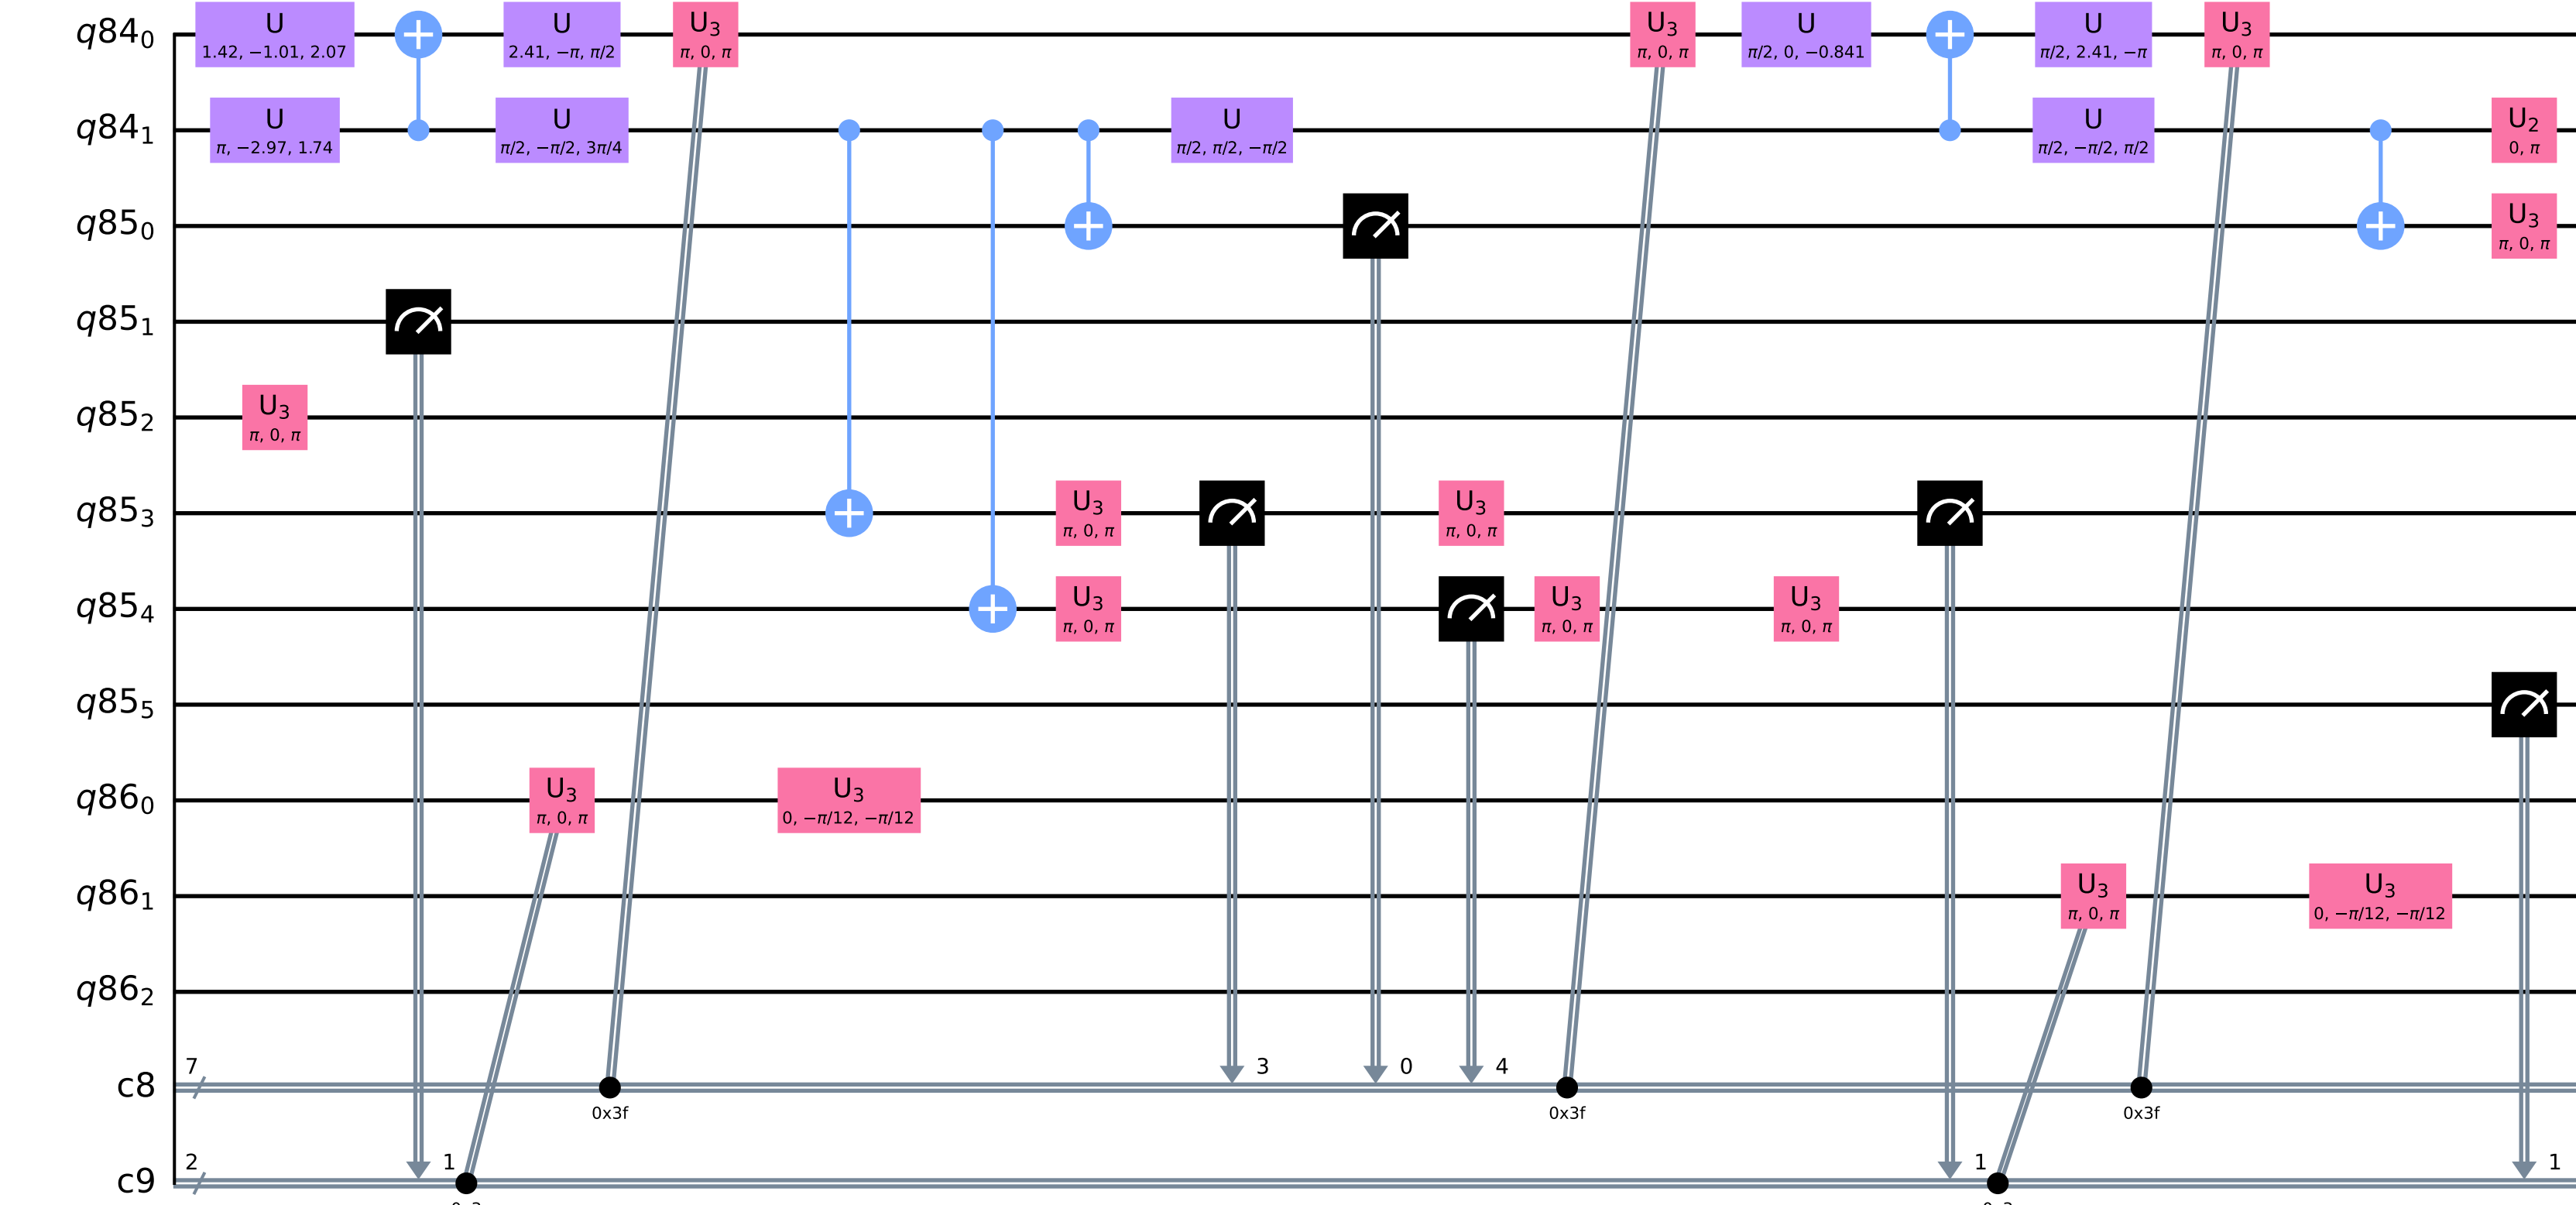 q84₀ U 1.42, −1.01, 2.07 U 2.41, −π, π/2 U₃ π, 0, π U₃ π, 0, π U π/2, 0, −0.841 U π/2, 2.41, −π U₃ π, 0, π
q84₁ U π, −2.97, 1.74 U π/2, −π/2, 3π/4 U π/2, π/2, −π/2 U π/2, −π/2, π/2 U₂ 0, π
q85₀ U₃ π, 0, π
q85₁
q85₂ U₃ π, 0, π
q85₃ U₃ π, 0, π U₃ π, 0, π
q85₄ U₃ π, 0, π U₃ π, 0, π U₃ π, 0, π
q85₅
q86₀ U₃ π, 0, π U₃ 0, −π/12, −π/12
q86₁ U₃ π, 0, π U₃ 0, −π/12, −π/12
q86₂
7 3 0 4
c8
0x3f 0x3f 0x3f
2 1 1 1
c9